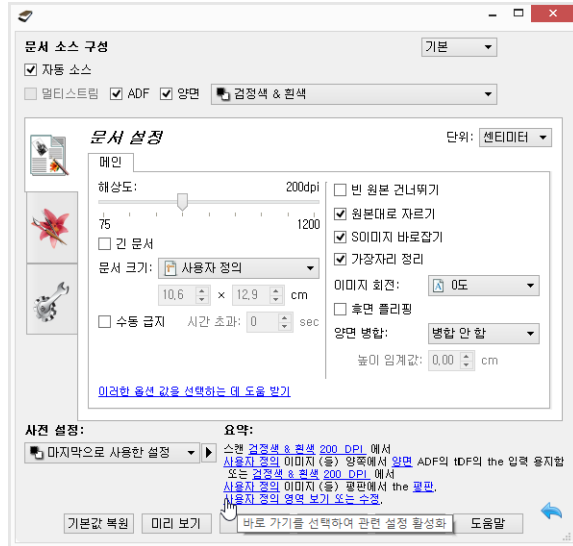 문서 소스 구성
기본
자동 소스
멀티스트림 ADF 양면 검정색 & 흰색
문서 설정
단위: 센티미터
메인
해상도: 200dpi
75 1200
긴 문서
문서 크기: 사용자 정의
10,6 × 12,9 cm
수동 급지 시간 초과: 0 sec
이러한 옵션 값을 선택하는 데 도움 받기
빈 원본 건너뛰기
원본대로 자르기
SOI미지 바로잡기
가장자리 정리
이미지 회전: 0도
후면 플리핑
양면 병합: 병합 안 함
높이 임계값: 0,00 cm
사전 설정:
마지막으로 사용한 설정
요약:
스캔 검정색 & 흰색 200 DPI 에서
사용자 정의 이미지 (들) 양쪽에서 양면 ADF의 tDF의 the 입력 용지함
또는 검정색 & 흰색 200 DPI 에서
사용자 정의 이미지 (들) 평판에서 the 평판,
사용자 정의 영역 보기 또는 수정,
바로 가기를 선택하여 관련 설정 활성화
기본값 복원 미리 보기 도움말